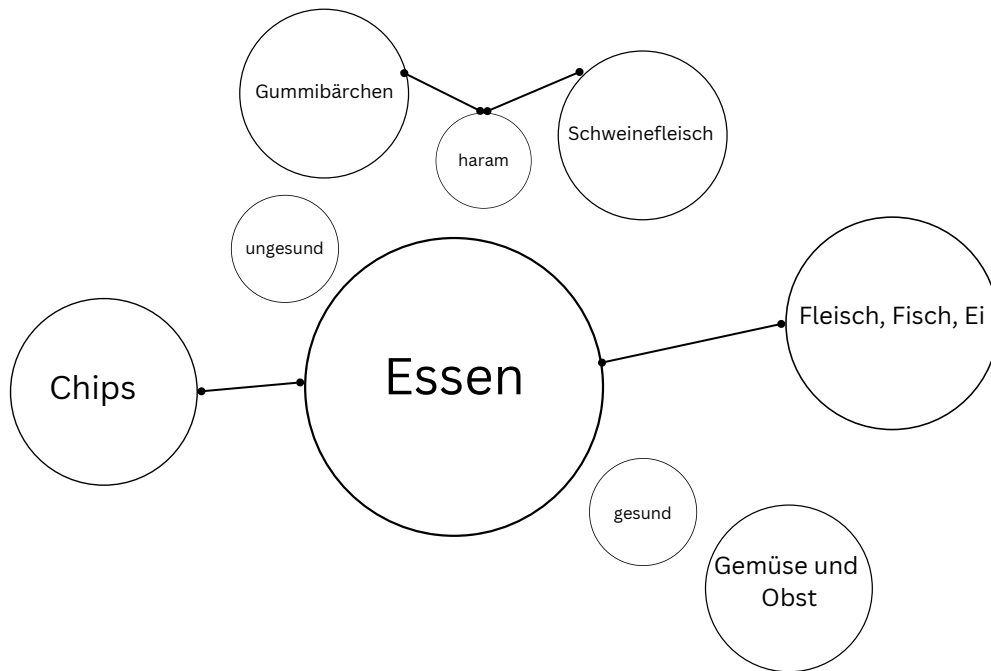 Gummibärchen
Schweinefleisch
haram
ungesund
Fleisch, Fisch, Ei
Essen
Chips
gesund
Gemüse und
Obst